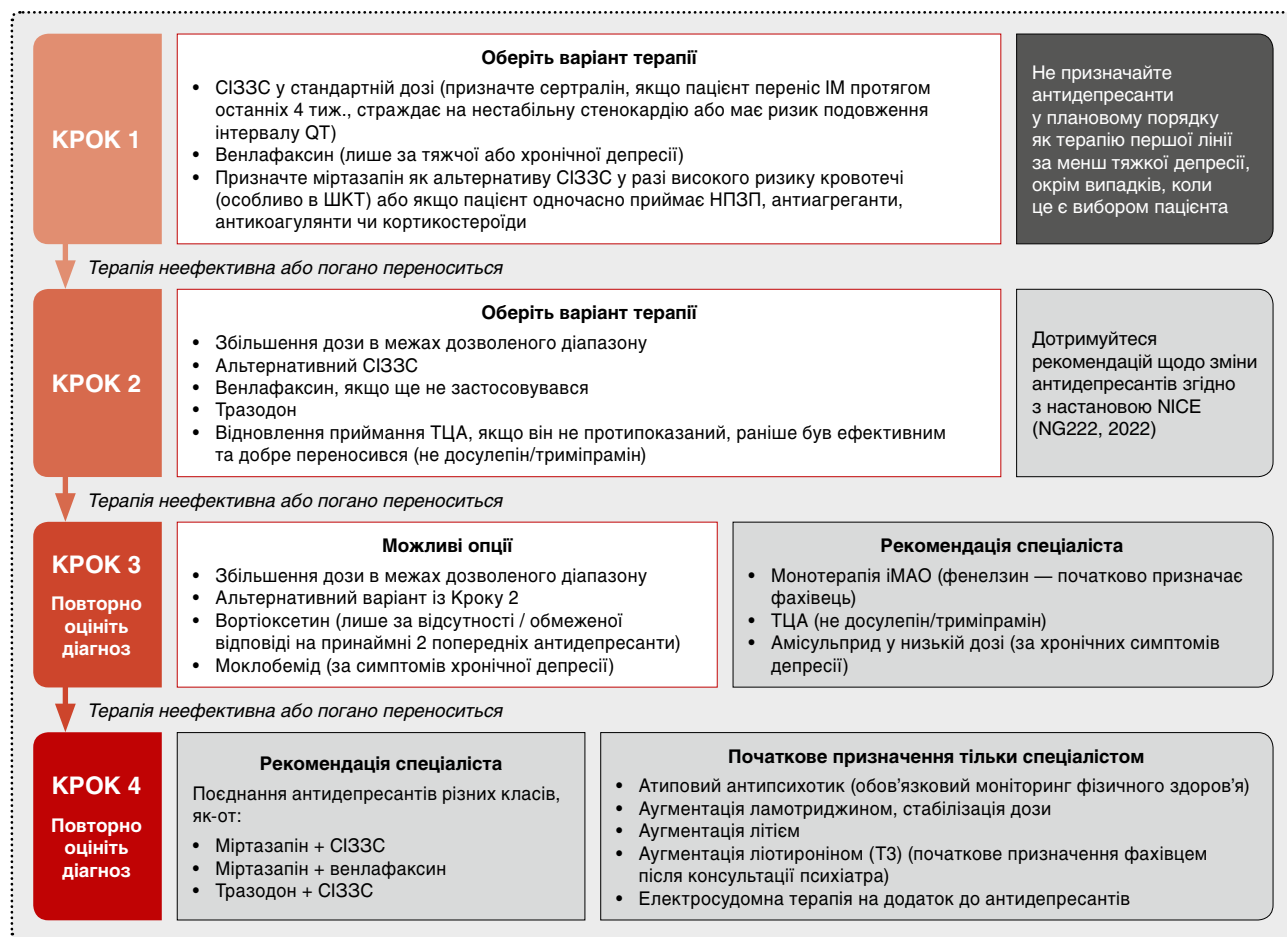 КРОК 1
Оберіть варіант терапії
• СІЗЗС у стандартній дозі (призначте сертралін, якщо пацієнт переніс ІМ протягом
останніх 4 тиж., страждає на нестабільну стенокардію або має ризик подовження
інтервалу QT)
• Венлафаксин (лише за тяжчої або хронічної депресії)
• Призначте міртазапін як альтернативу СІЗЗС у разі високого ризику кровотечі
(особливо в ШКТ) або якщо пацієнт одночасно приймає НПЗП, антиагреганти,
антикоагулянти чи кортикостероїди
Не призначайте
антидепресанти
у плановому порядку
як терапію першої лінії
за менш тяжкої депресії,
окрім випадків, коли
це є вибором пацієнта
Терапія неефективна або погано переноситься
КРОК 2
Оберіть варіант терапії
• Збільшення дози в межах дозволеного діапазону
• Альтернативний СІЗЗС
• Венлафаксин, якщо ще не застосовувався
• Тразодон
• Відновлення приймання ТЦА, якщо він не протипоказаний, раніше був ефективним
та добре переносився (не досулепін/триміпрамін)
Дотримуйтеся
рекомендацій щодо зміни
антидепресантів згідно
з настановою NICE
(NG222, 2022)
Терапія неефективна або погано переноситься
КРОК 3
Повторно
оцініть
діагноз
Можливі опції
• Збільшення дози в межах дозволеного діапазону
• Альтернативний варіант із Кроку 2
• Вортіоксетин (лише за відсутності / обмеженої
відповіді на принаймні 2 попередніх антидепресанти)
• Моклобемід (за симптомів хронічної депресії)
Рекомендація спеціаліста
• Монотерапія іМАО (фенелзин — початково призначає
фахівець)
• ТЦА (не досулепін/триміпрамін)
• Амісульприд у низькій дозі (за хронічних симптомів
депресії)
Терапія неефективна або погано переноситься
КРОК 4
Повторно
оцініть
діагноз
Рекомендація спеціаліста
Поєднання антидепресантів різних класів,
як-от:
• Міртазапін + СІЗЗС
• Міртазапін + венлафаксин
• Тразодон + СІЗЗС
Початкове призначення тільки спеціалістом
• Атиповий антипсихотик (обов'язковий моніторинг фізичного здоров'я)
• Аугментація ламотриджином, стабілізація дози
• Аугментація літієм
• Аугментація ліотироніном (Т3) (початкове призначення фахівцем
після консультації психіатра)
• Електросудомна терапія на додаток до антидепресантів